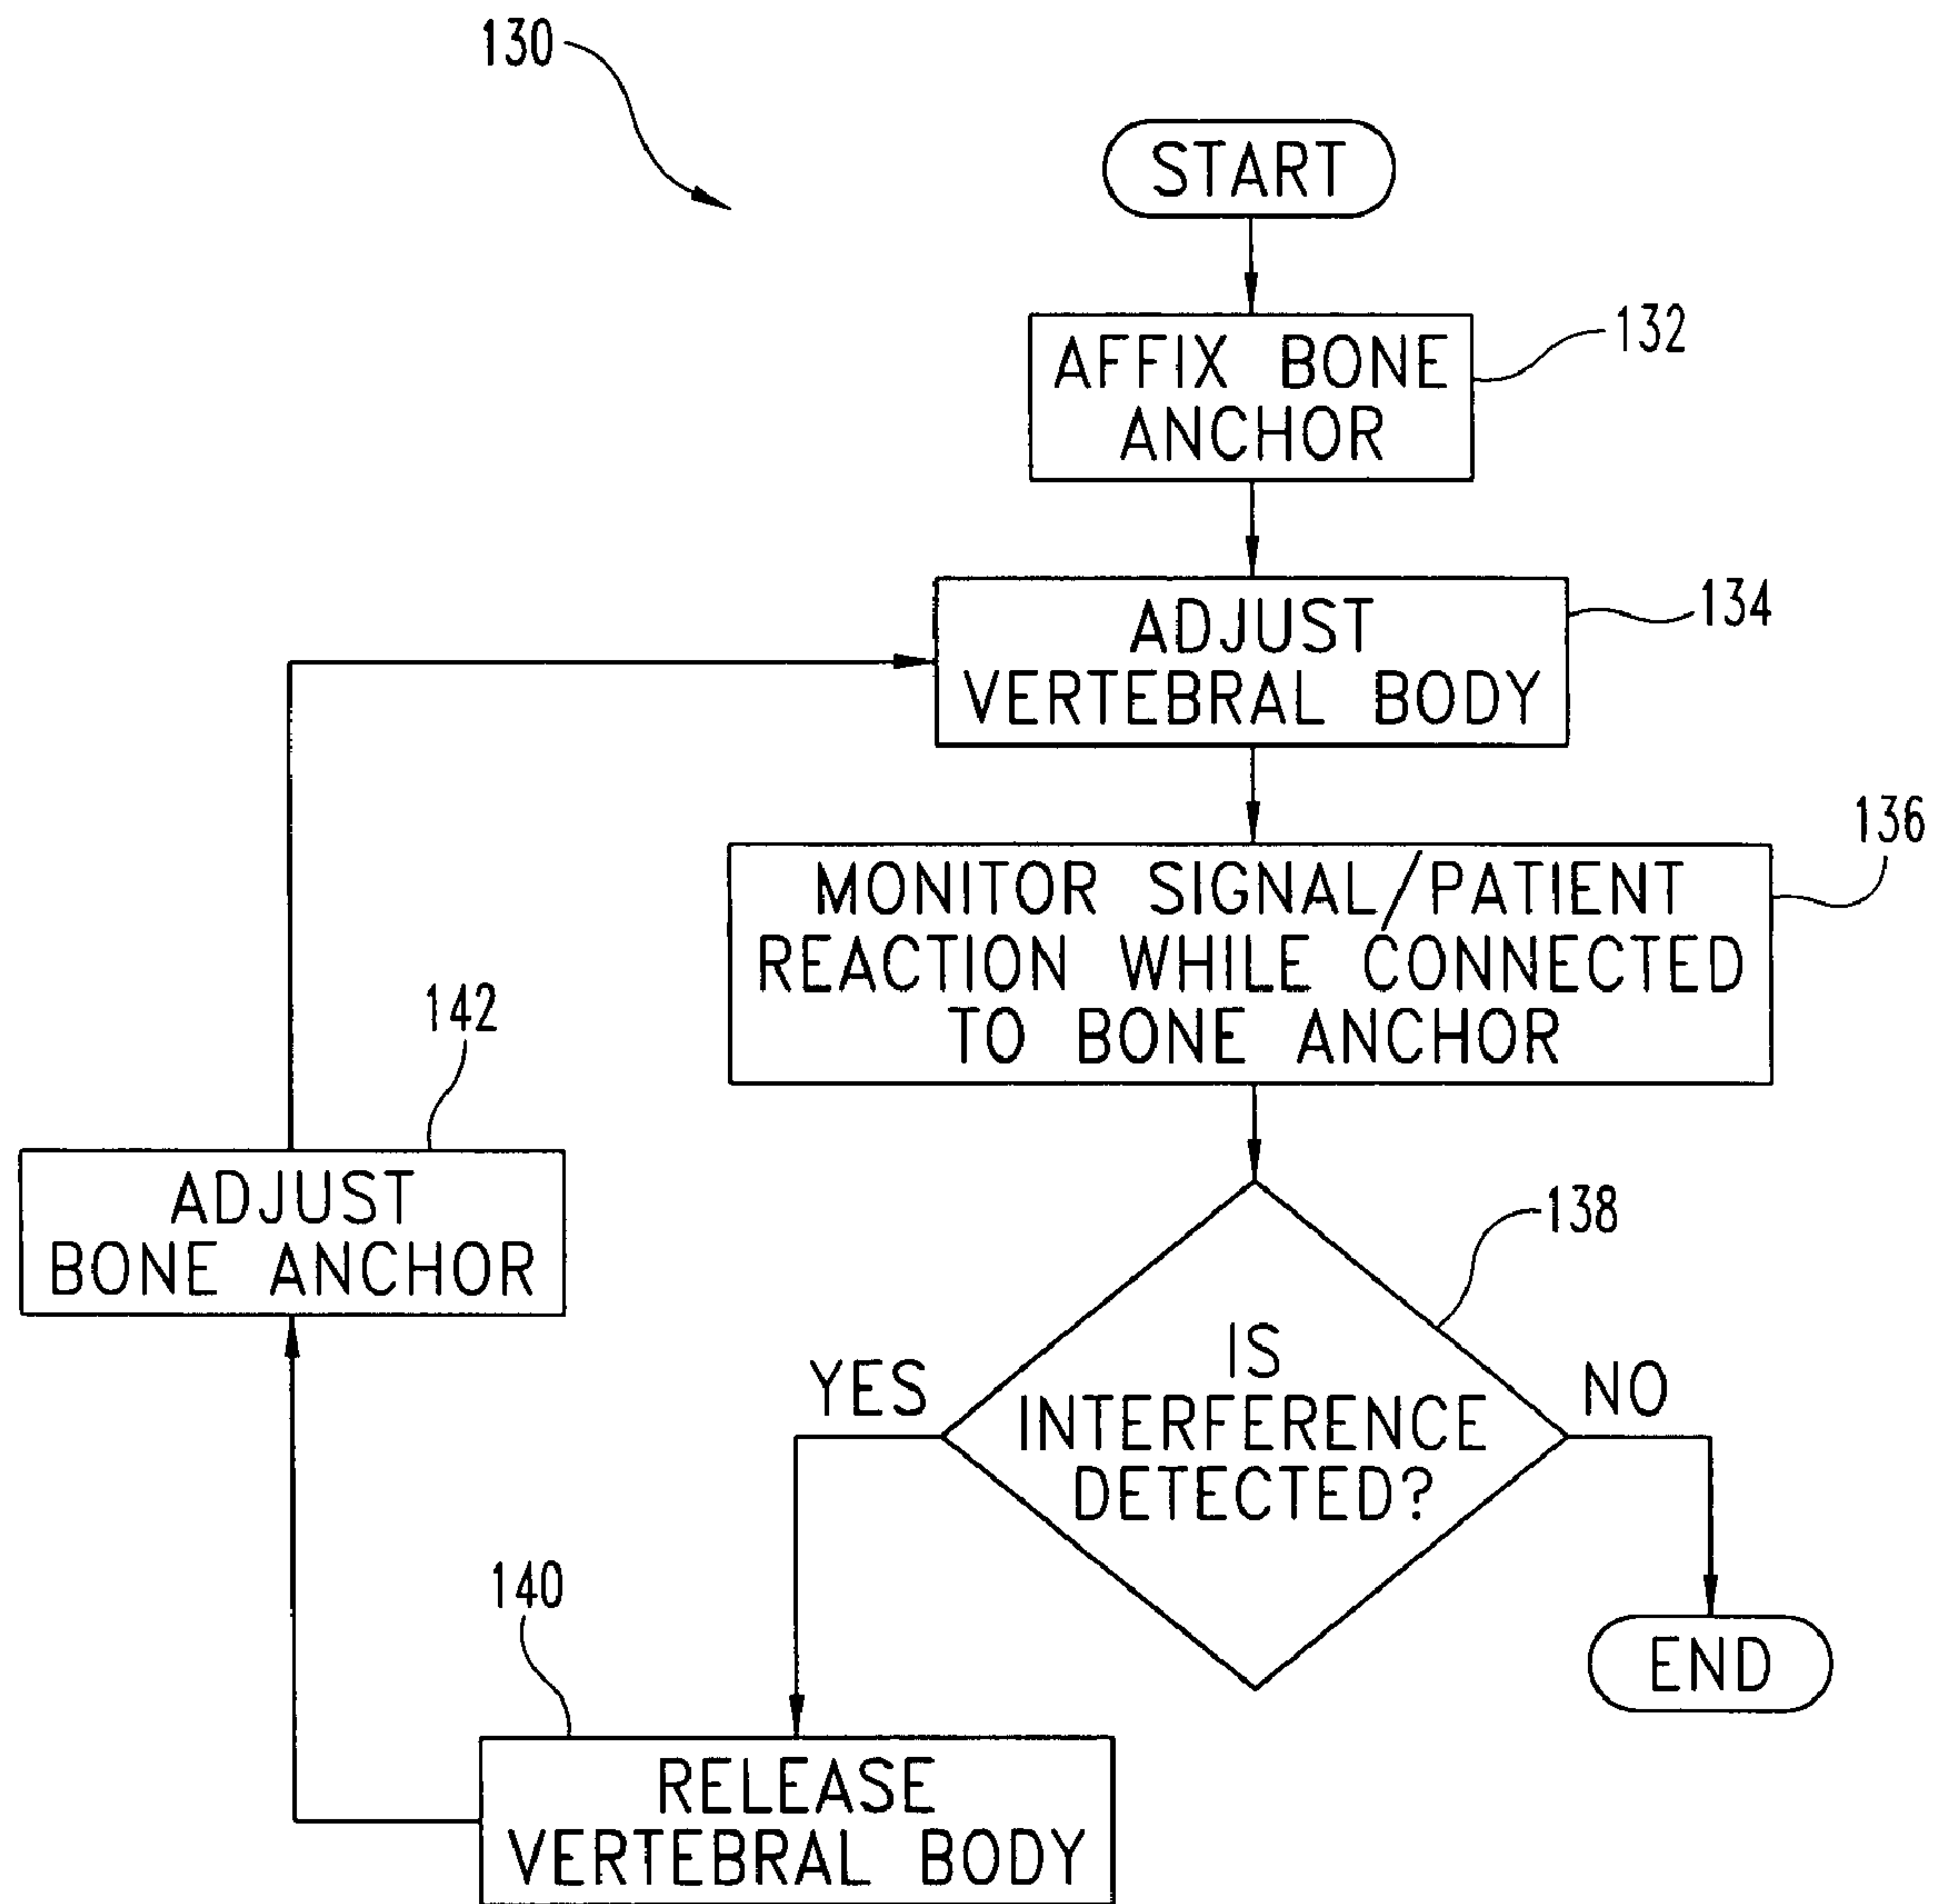 130
START
AFFIX BONE
ANCHOR
132
ADJUST
VERTEBRAL BODY
134
MONITOR SIGNAL/PATIENT
REACTION WHILE CONNECTED
TO BONE ANCHOR
136
142
ADJUST
BONE ANCHOR
138
IS
INTERFERENCE
DETECTED?
YES
NO
140
END
RELEASE
VERTEBRAL BODY